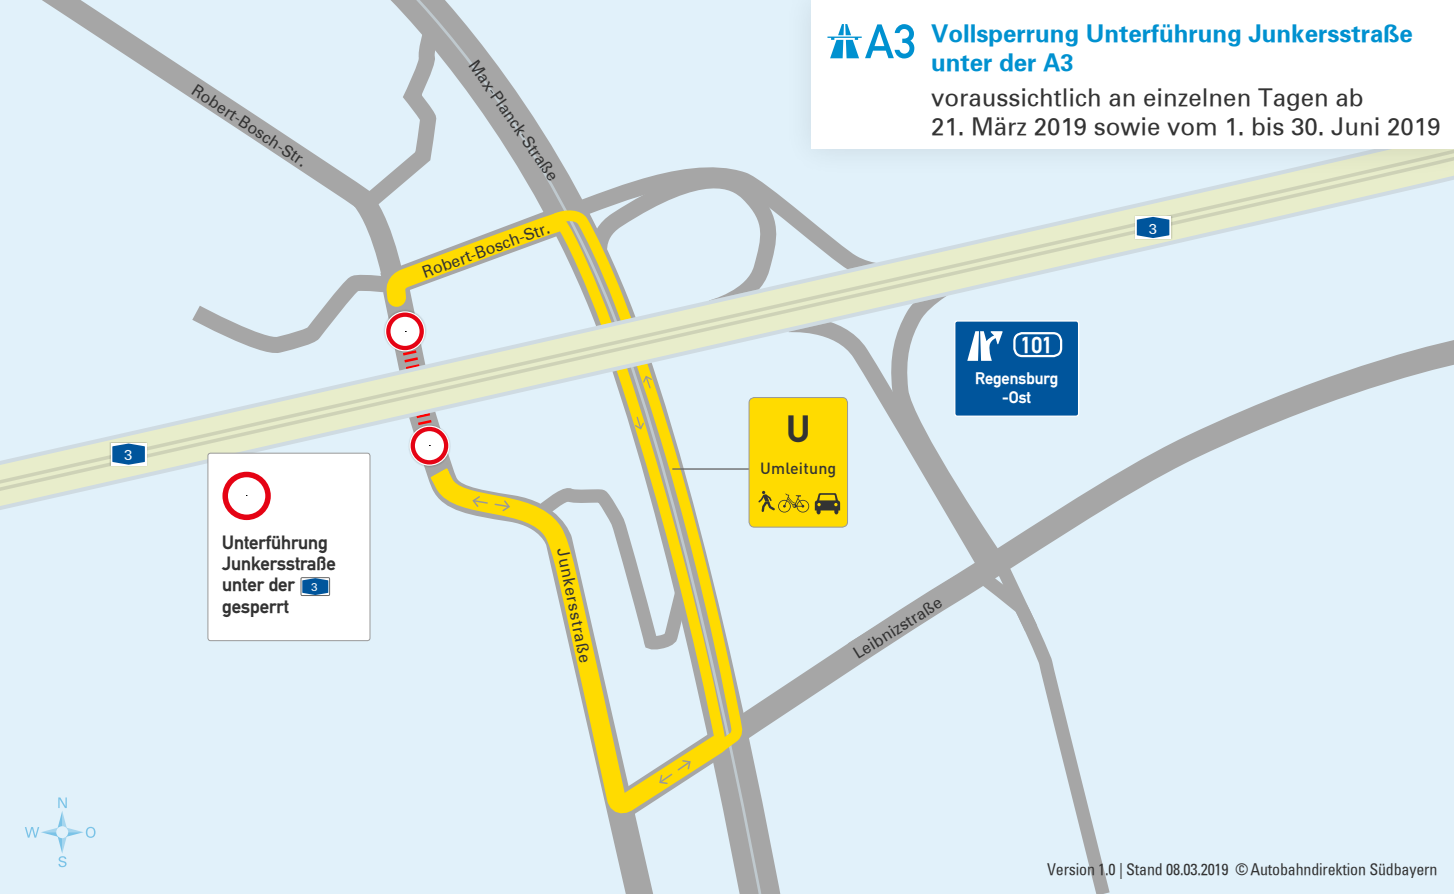 A3
Vollsperrung Unterführung Junkersstraße
unter der A3
voraussichtlich an einzelnen Tagen ab
21. März 2019 sowie vom 1. bis 30. Juni 2019
Robert-Bosch-Str.
Max-Planck-Straße
Robert-Bosch-Str.
3
101
Regensburg
-Ost
3
U
Umleitung
Unterführung
Junkersstraße
unter der 3
gesperrt
Junkersstraße
Leibnizstraße
N
W O
S
Version 1.0 | Stand 08.03.2019 © Autobahndirektion Südbayern